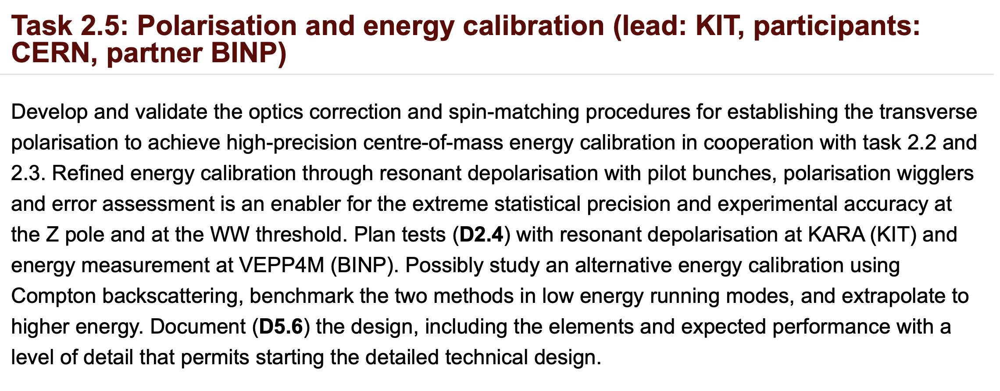 Task 2.5: Polarisation and energy calibration (lead: KIT, participants:
CERN, partner BINP)
Develop and validate the optics correction and spin-matching procedures for establishing the transverse
polarisation to achieve high-precision centre-of-mass energy calibration in cooperation with task 2.2 and
2.3. Refined energy calibration through resonant depolarisation with pilot bunches, polarisation wigglers
and error assessment is an enabler for the extreme statistical precision and experimental accuracy at
the Z pole and at the WW threshold. Plan tests (D2.4) with resonant depolarisation at KARA (KIT) and
energy measurement at VEPP4M (BINP). Possibly study an alternative energy calibration using
Compton backscattering, benchmark the two methods in low energy running modes, and extrapolate to
higher energy. Document (D5.6) the design, including the elements and expected performance with a
level of detail that permits starting the detailed technical design.